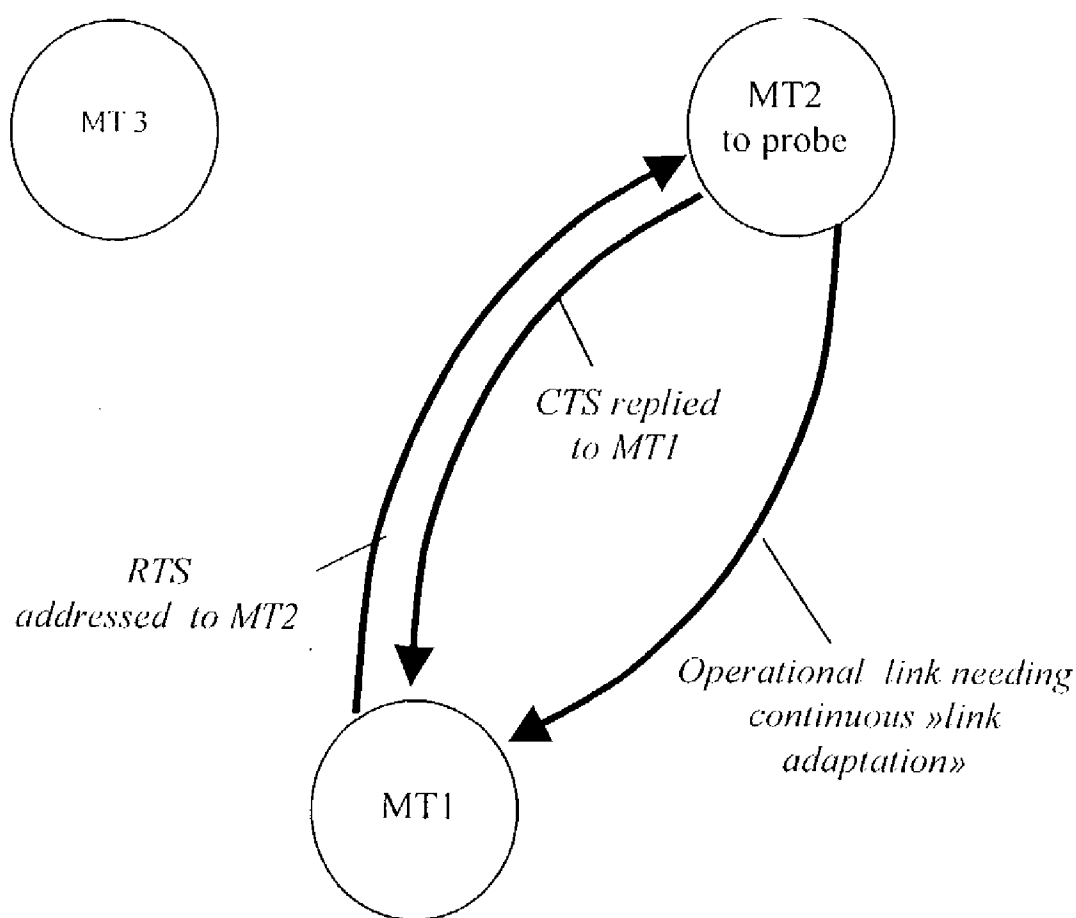 MT 3
MT2
to probe
CTS replied
to MT1
RTS
addressed to MT2
Operational link needing
continuous »link
adaptation»
MT1